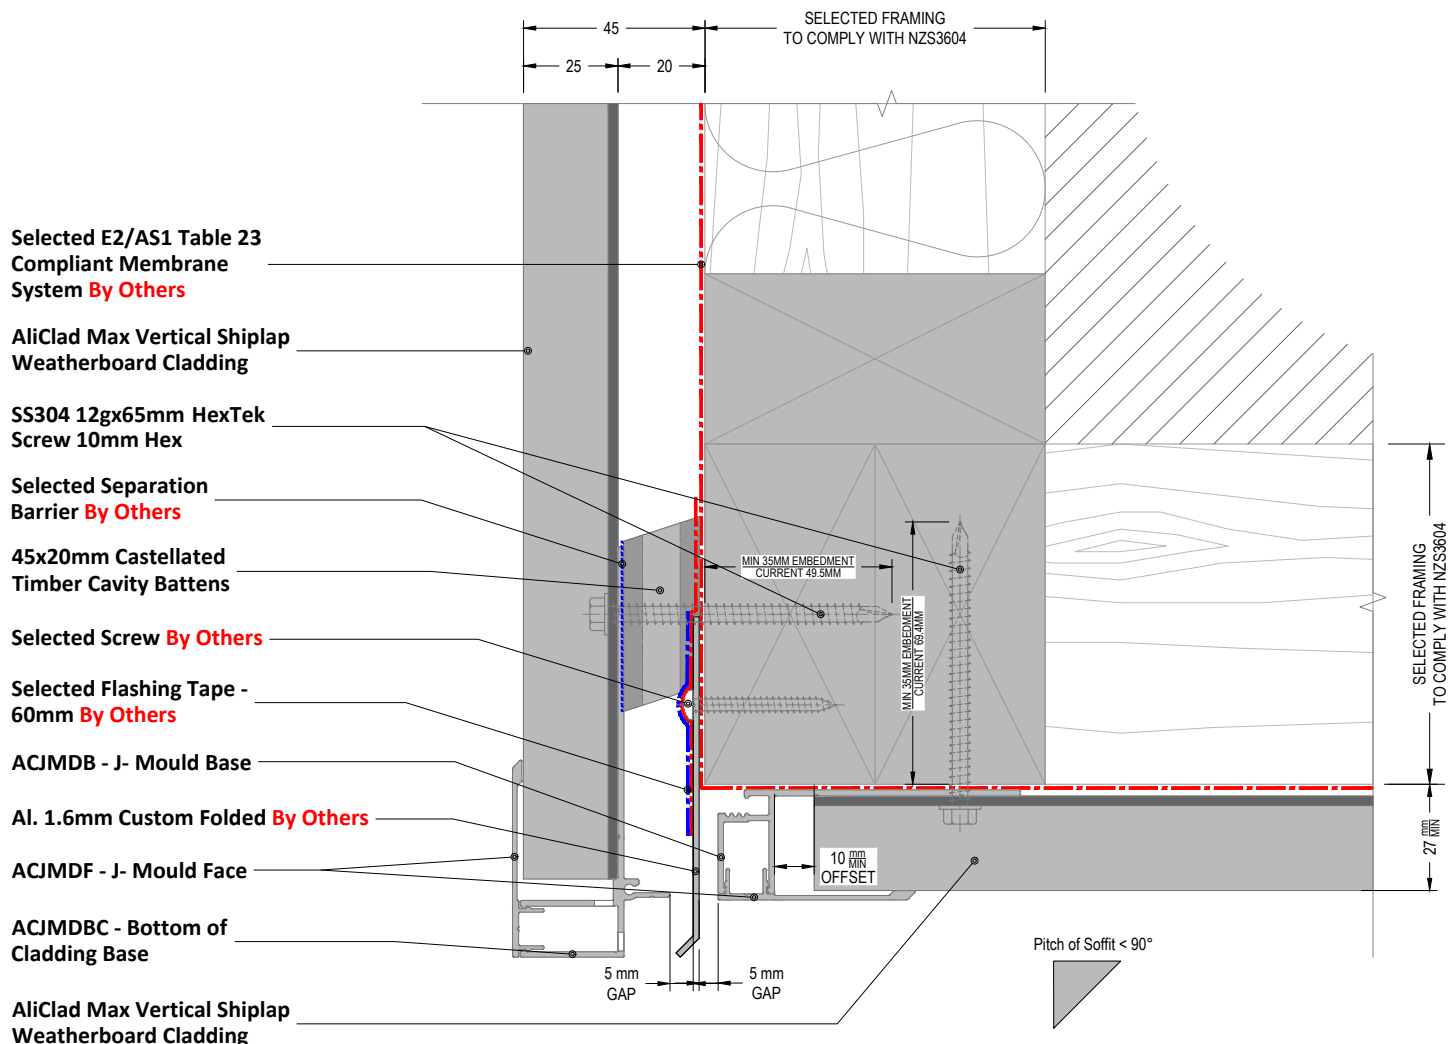 45
SELECTED FRAMING
TO COMPLY WITH NZS3604
25
20
Selected E2/AS1 Table 23
Compliant Membrane
System By Others
AliClad Max Vertical Shiplap
Weatherboard Cladding
SS304 12gx65mm HexTek
Screw 10mm Hex
Selected Separation
Barrier By Others
45x20mm Castellated
Timber Cavity Battens
Selected Screw By Others
Selected Flashing Tape -
60mm By Others
ACJMDB - J- Mould Base
Al. 1.6mm Custom Folded By Others
ACJMDF - J- Mould Face
ACJMDBC - Bottom of
Cladding Base
AliClad Max Vertical Shiplap
Weatherboard Cladding
MIN 35MM EMBEDMENT
CURRENT 49.5MM
MIN 35MM EMBEDMENT
CURRENT 69.4MM
SELECTED FRAMING
TO COMPLY WITH NZS3604
27 mm MIN
10 mm MIN
OFFSET
5 mm
GAP
5 mm
GAP
Pitch of Soffit < 90°